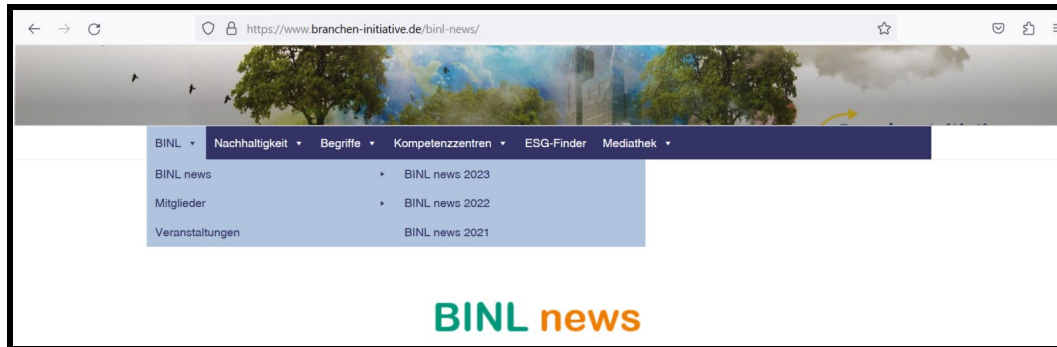 https://www.branchen-initiative.de/binl-news/
BINL Nachhaltigkeit Begriffe Kompetenzzentren ESG-Finder Mediathek
BINL news BINL news 2023
Mitglieder BINL news 2022
Veranstaltungen BINL news 2021
BINL news